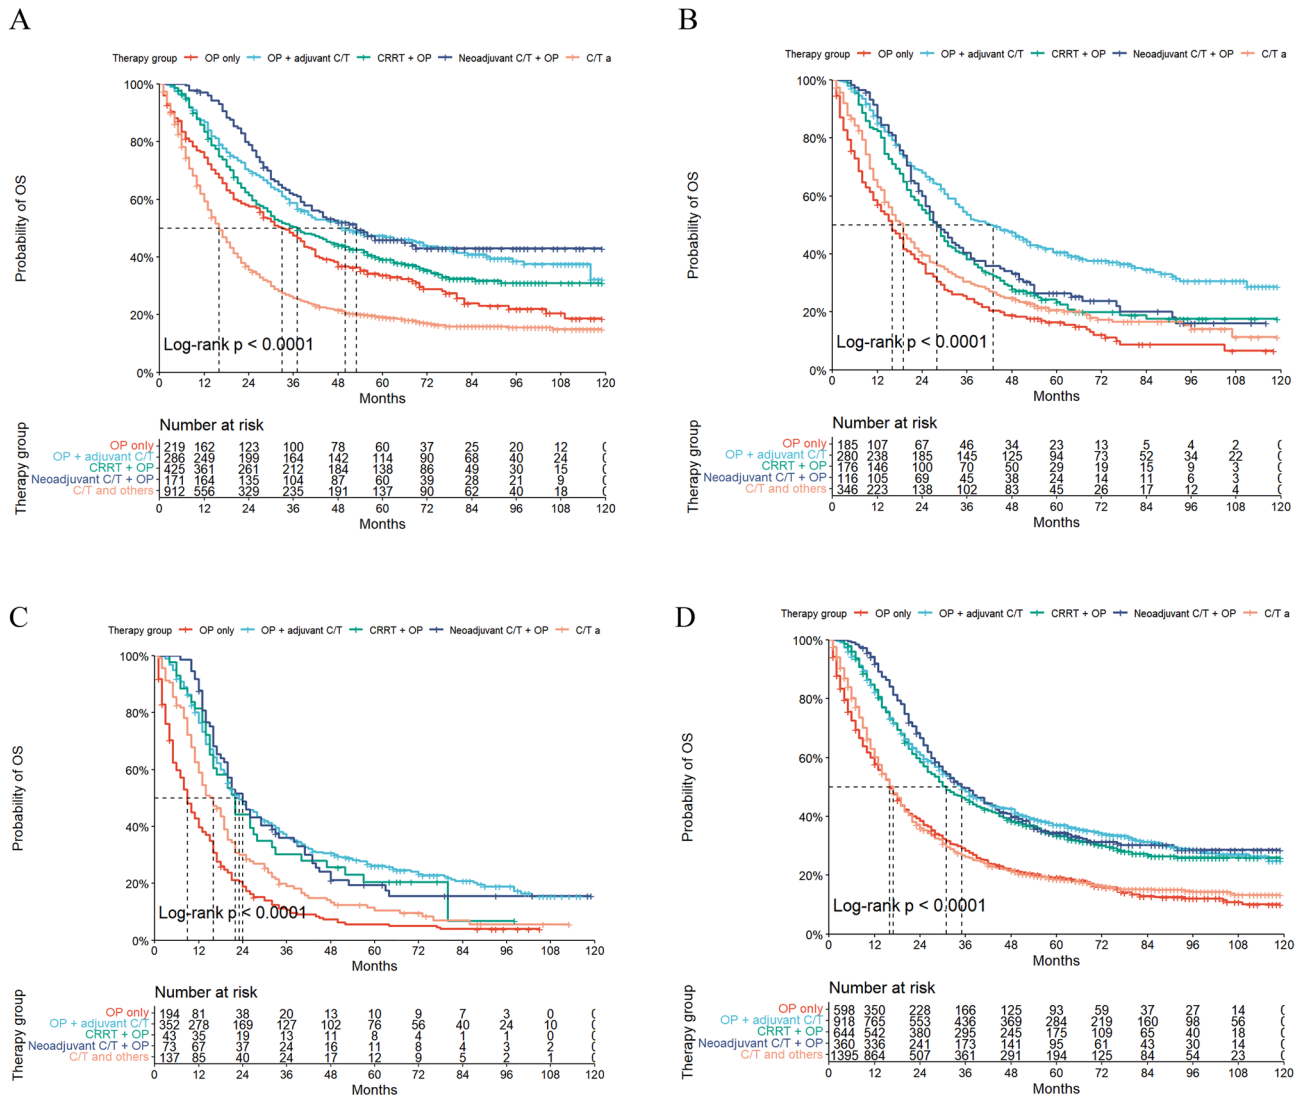 A
Therapy group OP only OP + adjuvant C/T CRRT + OP Neoadjuvant C/T + OP C/T a
Probability of OS
100%
80%
60%
40%
20%
0%
Log-rank p < 0.0001
0 12 24 36 48 60 72 84 96 108 120
Months
Number at risk
Therapy group
OP only 219 162 123 100 78 60 37 25 20 12 0
OP + adjuvant C/T 286 249 199 164 142 114 90 68 40 24 0
CRRT + OP 425 361 261 212 184 138 86 49 30 15 0
Neoadjuvant C/T + OP 171 164 135 104 87 60 39 28 21 9 0
C/T and others 912 556 329 235 191 137 90 62 40 18 0
0 12 24 36 48 60 72 84 96 108 120
Months
B
Therapy group OP only OP + adjuvant C/T CRRT + OP Neoadjuvant C/T + OP C/T a
Probability of OS
100%
80%
60%
40%
20%
0%
Log-rank p < 0.0001
0 12 24 36 48 60 72 84 96 108 120
Months
Number at risk
Therapy group
OP only 185 107 67 46 34 23 13 5 4 2 0
OP + adjuvant C/T 280 238 185 145 125 94 73 52 34 22 0
CRRT + OP 176 146 100 70 50 29 19 15 9 3 0
Neoadjuvant C/T + OP 116 105 69 45 38 24 14 11 6 3 0
C/T and others 346 223 138 102 83 45 26 17 12 4 0
0 12 24 36 48 60 72 84 96 108 120
Months
C
Therapy group OP only OP + adjuvant C/T CRRT + OP Neoadjuvant C/T + OP C/T a
Probability of OS
100%
80%
60%
40%
20%
0%
Log-rank p < 0.0001
0 12 24 36 48 60 72 84 96 108 120
Months
Number at risk
Therapy group
OP only 194 81 38 20 13 10 9 7 3 0 0
OP + adjuvant C/T 352 278 169 127 102 76 56 40 24 10 0
CRRT + OP 43 35 19 13 11 8 4 1 1 0 0
Neoadjuvant C/T + OP 73 67 37 24 16 11 8 4 3 2 0
C/T and others 137 85 40 24 17 12 9 5 2 1 0
0 12 24 36 48 60 72 84 96 108 120
Months
D
Therapy group OP only OP + adjuvant C/T CRRT + OP Neoadjuvant C/T + OP C/T a
Probability of OS
100%
80%
60%
40%
20%
0%
Log-rank p < 0.0001
0 12 24 36 48 60 72 84 96 108 120
Months
Number at risk
Therapy group
OP only 598 350 228 166 125 93 59 37 27 14 0
OP + adjuvant C/T 918 765 553 436 369 284 219 160 98 56 0
CRRT + OP 644 542 380 295 245 175 109 65 40 18 0
Neoadjuvant C/T + OP 360 336 241 173 141 95 61 43 30 14 0
C/T and others 1395 864 507 361 291 194 125 84 54 23 0
0 12 24 36 48 60 72 84 96 108 120
Months